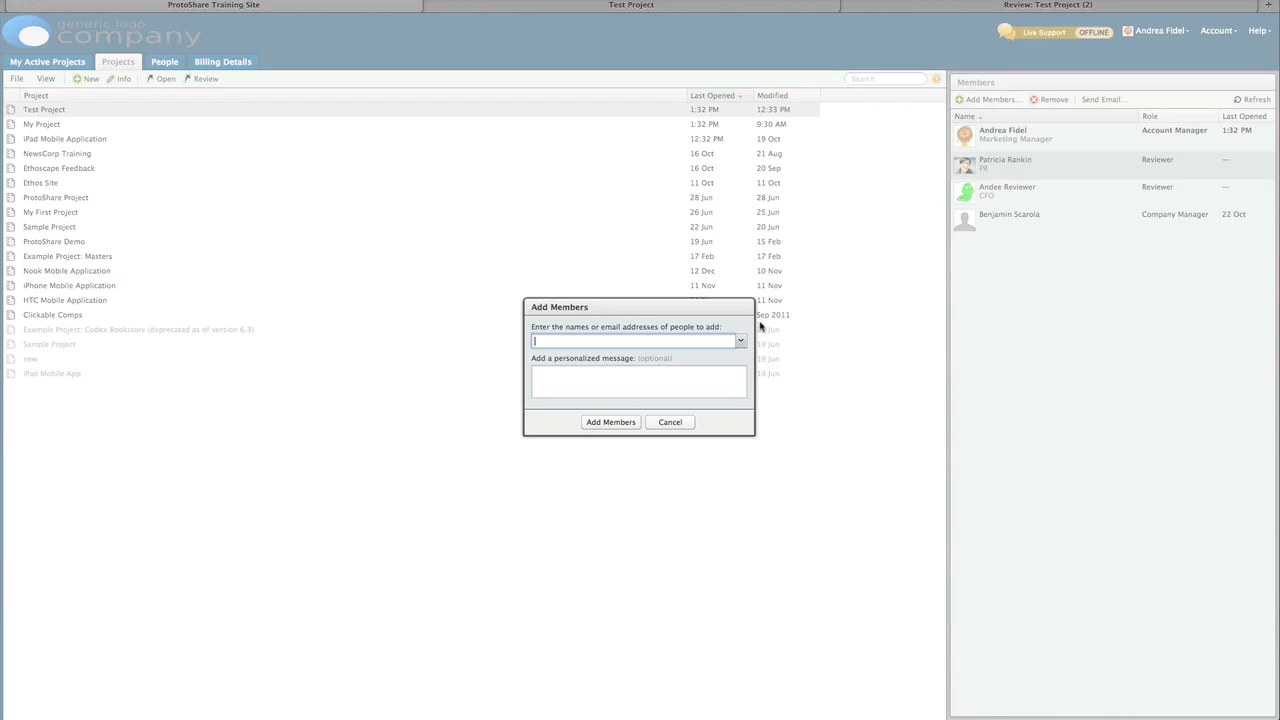 ProtoShare Training Site
Test Project
Review: Test Project (2)
generic logo
company
Live Support OFFLINE
Andrea Fidel
Account
Help
My Active Projects
Projects
People
Billing Details
File
View
New
Info
Open
Review
Search
Project Last Opened Modified
Test Project 1:32 PM 12:33 PM
My Project 1:32 PM 9:30 AM
iPad Mobile Application 12:32 PM 19 Oct
NewsCorp Training 16 Oct 21 Aug
Ethoscape Feedback 16 Oct 20 Sep
Ethos Site 11 Oct 11 Oct
ProtoShare Project 28 Jun 28 Jun
My First Project 26 Jun 25 Jun
Sample Project 22 Jun 20 Jun
ProtoShare Demo 19 Jun 15 Feb
Example Project: Masters 17 Feb 17 Feb
Nook Mobile Application 12 Dec 10 Nov
iPhone Mobile Application 11 Nov 11 Nov
HTC Mobile Application 11 Nov
Clickable Comps Sep 2011
Example Project: Codex Bookstore (deprecated as of version 6.3) Jun
Sample Project 19 Jun
new 19 Jun
iPad Mobile App 19 Jun
Add Members
Enter the names or email addresses of people to add:
Add a personalized message: (optional)
Add Members
Cancel
Members
Add Members...
Remove
Send Email...
Refresh
Name Role Last Opened
Andrea Fidel Account Manager 1:32 PM
Marketing Manager
Patricia Rankin Reviewer —
PR
Andee Reviewer Reviewer —
CFO
Benjamin Scarola Company Manager 22 Oct